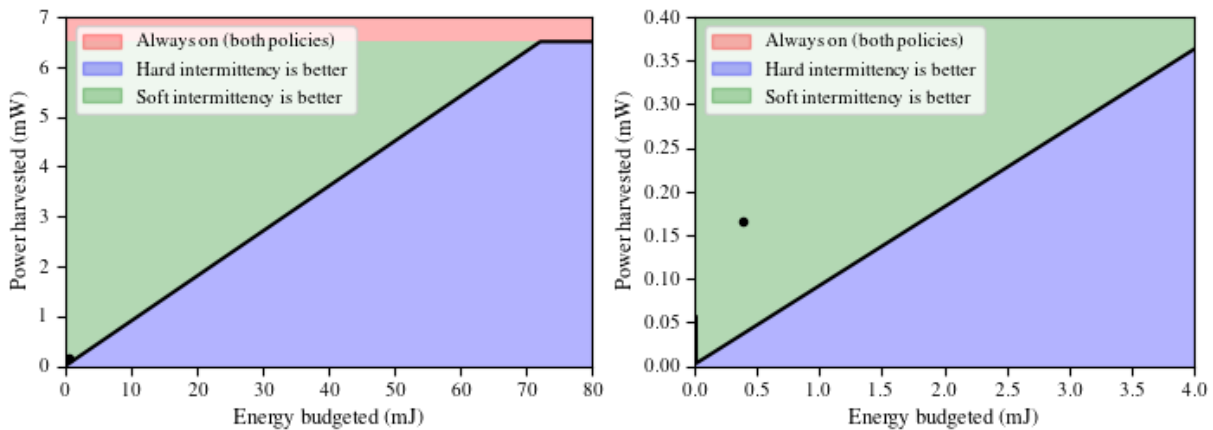 7
6
5
4
3
2
1
0
Power harvested (mW)
Always on (both policies)
Hard intermittency is better
Soft intermittency is better
0 10 20 30 40 50 60 70 80
Energy budgeted (mJ)
0.40
0.35
0.30
0.25
0.20
0.15
0.10
0.05
0.00
Power harvested (mW)
Always on (both policies)
Hard intermittency is better
Soft intermittency is better
0.0 0.5 1.0 1.5 2.0 2.5 3.0 3.5 4.0
Energy budgeted (mJ)